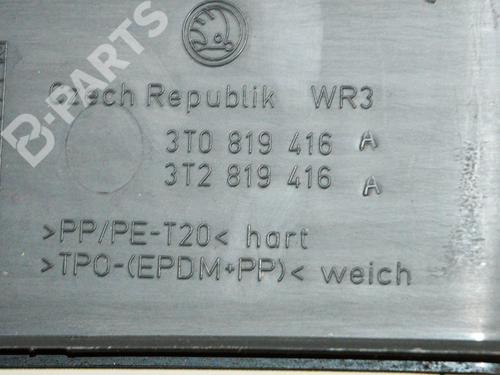 B-PARTS
Czech Republik WR3
3T0 819 416 A
3T2 819 416 A
>PP/PE-T20< hart
>TPO-(EPDM+PP)< weich